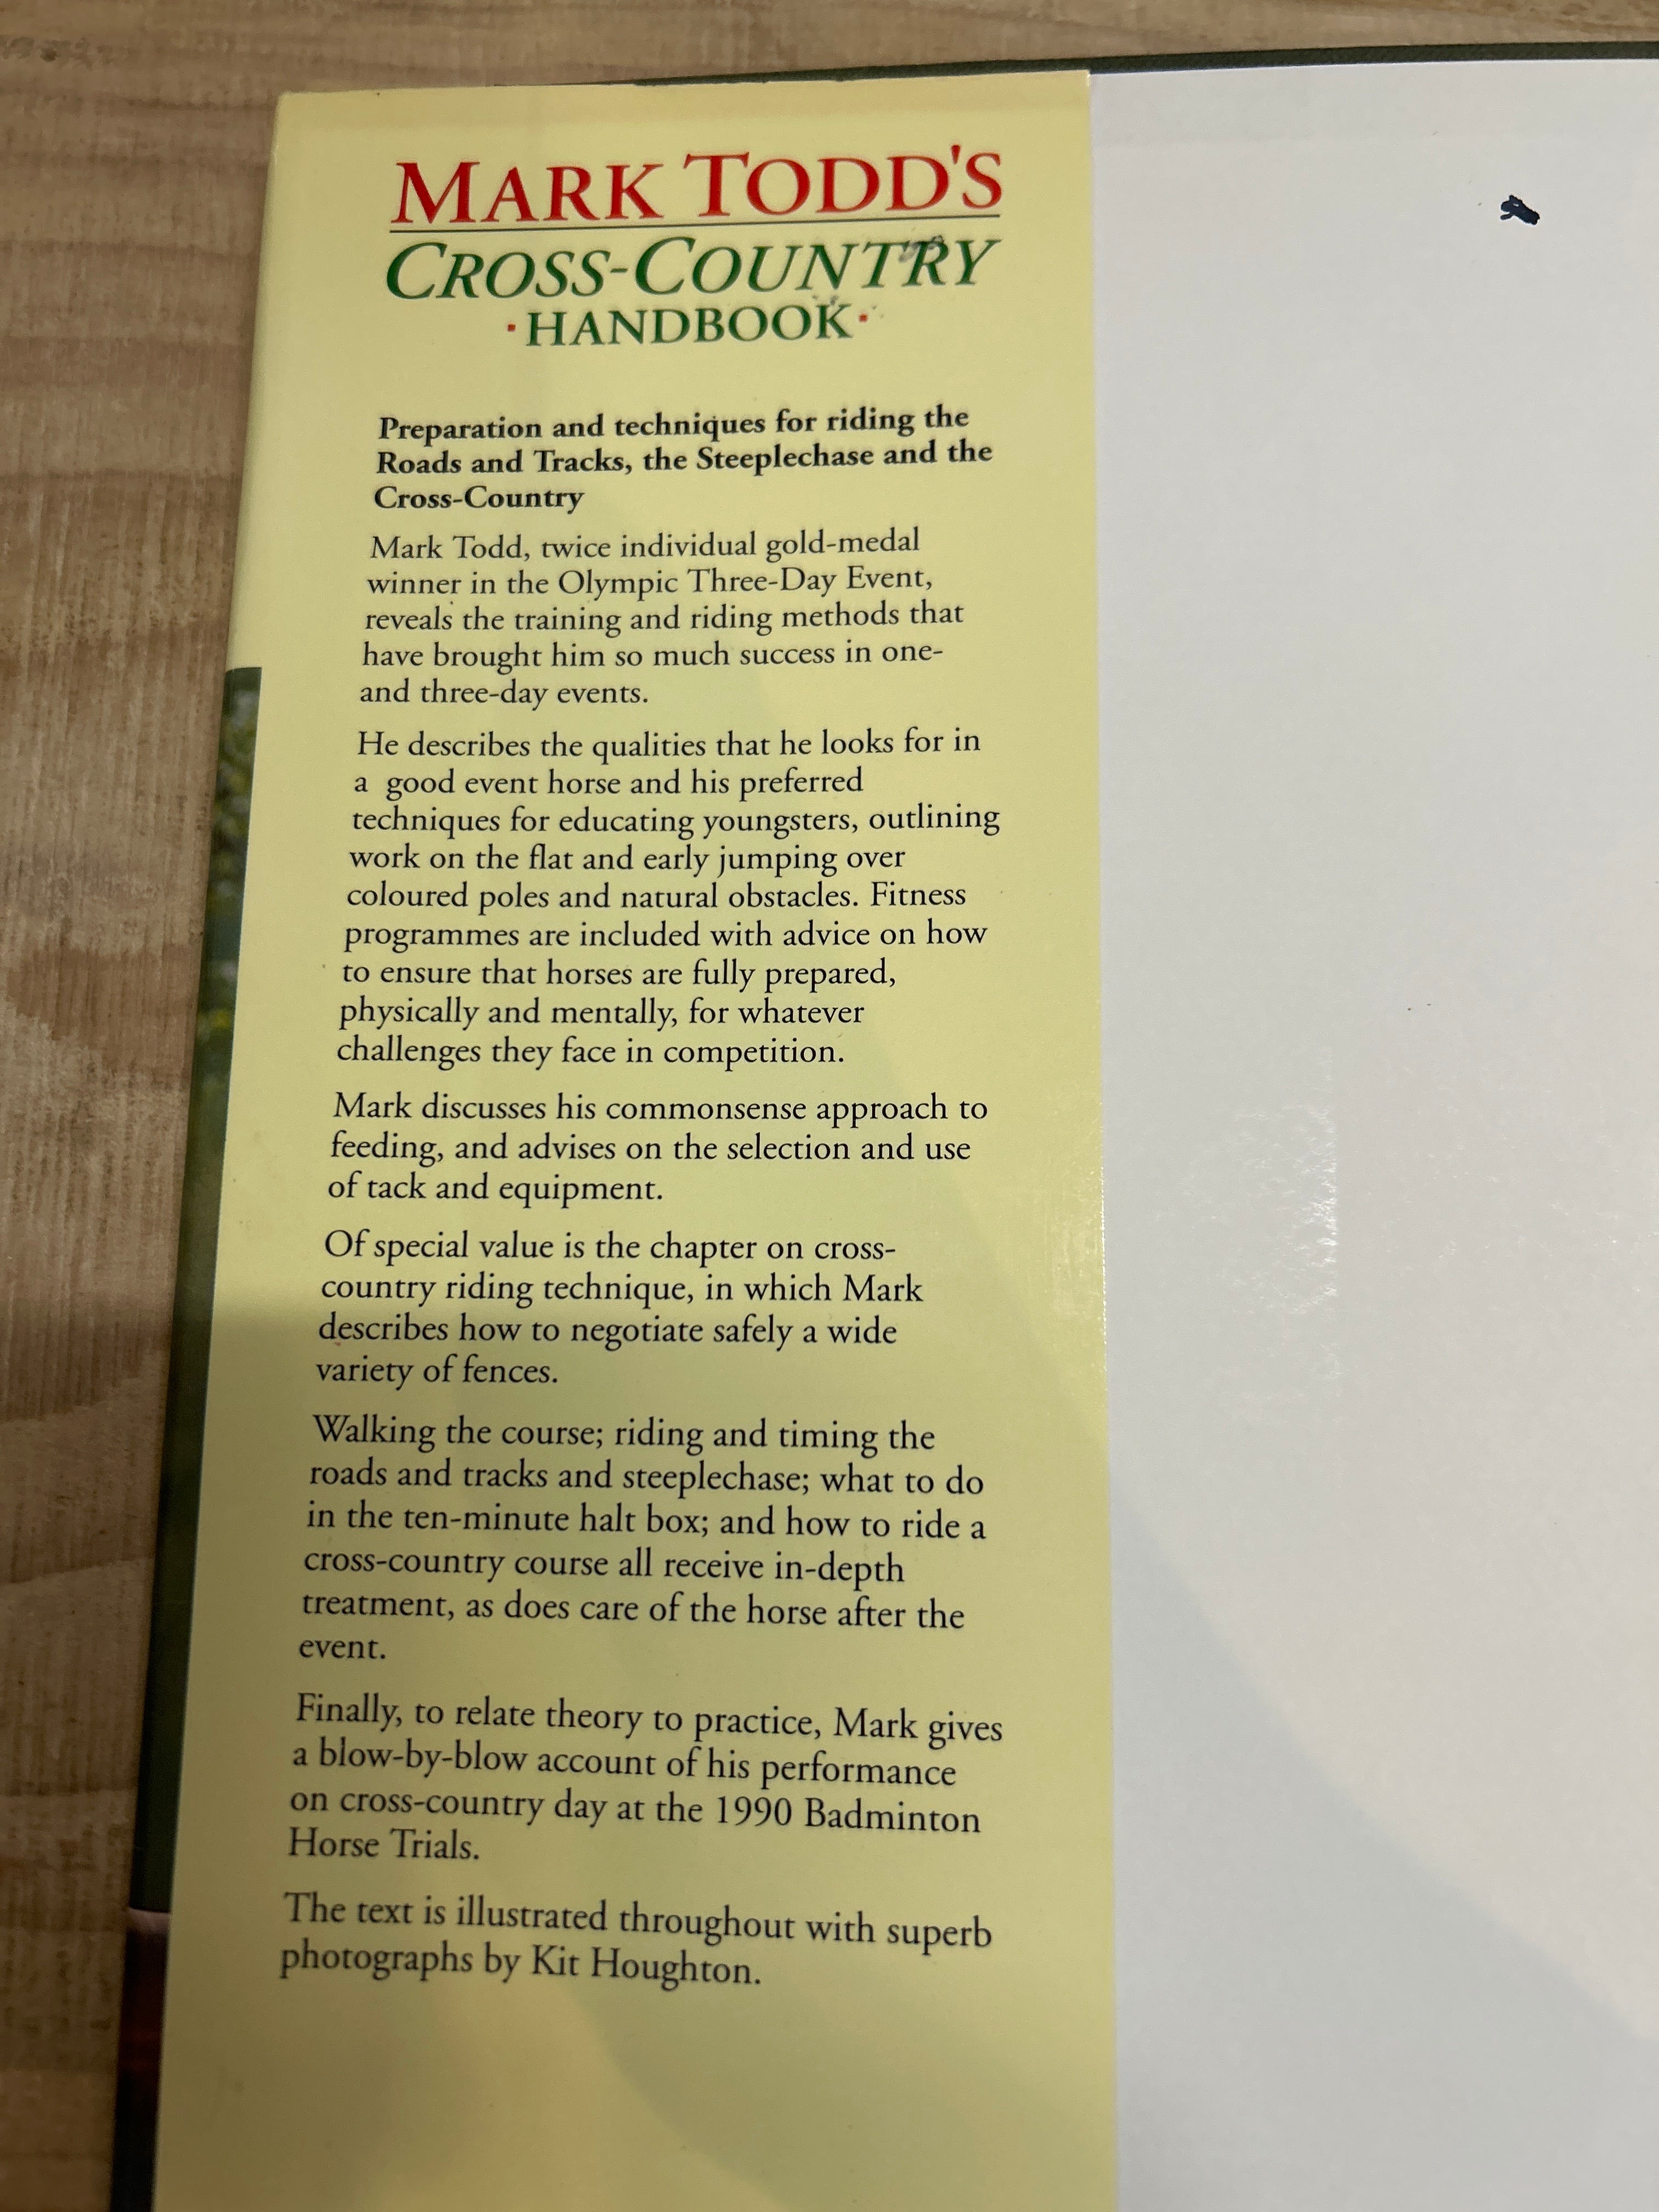 MARK TODD'S
CROSS-COUNTRY
·HANDBOOK·
Preparation and techniques for riding the
Roads and Tracks, the Steeplechase and the
Cross-Country
Mark Todd, twice individual gold-medal
winner in the Olympic Three-Day Event,
reveals the training and riding methods that
have brought him so much success in one-
and three-day events.
He describes the qualities that he looks for in
a good event horse and his preferred
techniques for educating youngsters, outlining
work on the flat and early jumping over
coloured poles and natural obstacles. Fitness
programmes are included with advice on how
to ensure that horses are fully prepared,
physically and mentally, for whatever
challenges they face in competition.
Mark discusses his commonsense approach to
feeding, and advises on the selection and use
of tack and equipment.
Of special value is the chapter on cross-
country riding technique, in which Mark
describes how to negotiate safely a wide
variety of fences.
Walking the course; riding and timing the
roads and tracks and steeplechase; what to do
in the ten-minute halt box; and how to ride a
cross-country course all receive in-depth
treatment, as does care of the horse after the
event.
Finally, to relate theory to practice, Mark gives
a blow-by-blow account of his performance
on cross-country day at the 1990 Badminton
Horse Trials.
The text is illustrated throughout with superb
photographs by Kit Houghton.